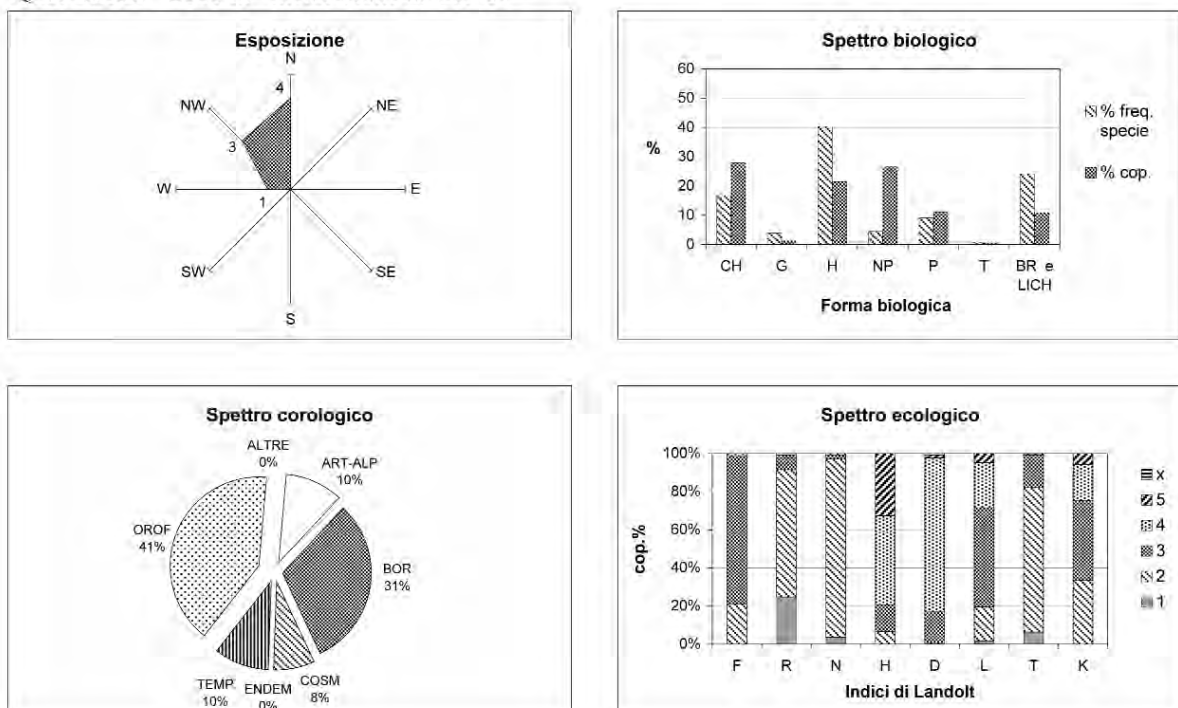 Esposizione
N
4
NW
NE
3
W
E
1
SW
SE
S
Spettro biologico
60
50
40
30
20
10
0
%
CH
G
H
NP
P
T
BR e
LICH
Forma biologica
% freq.
specie
% cop.
Spettro corologico
ALTRE
0%
ART-ALP
10%
OROF
41%
BOR
31%
TEMP.
10%
ENDEM
0%
COSM
8%
Spettro ecologico
100%
80%
60%
40%
20%
0%
cop.%
F
R
N
H
D
L
T
K
Indici di Landolt
x
5
4
3
2
1